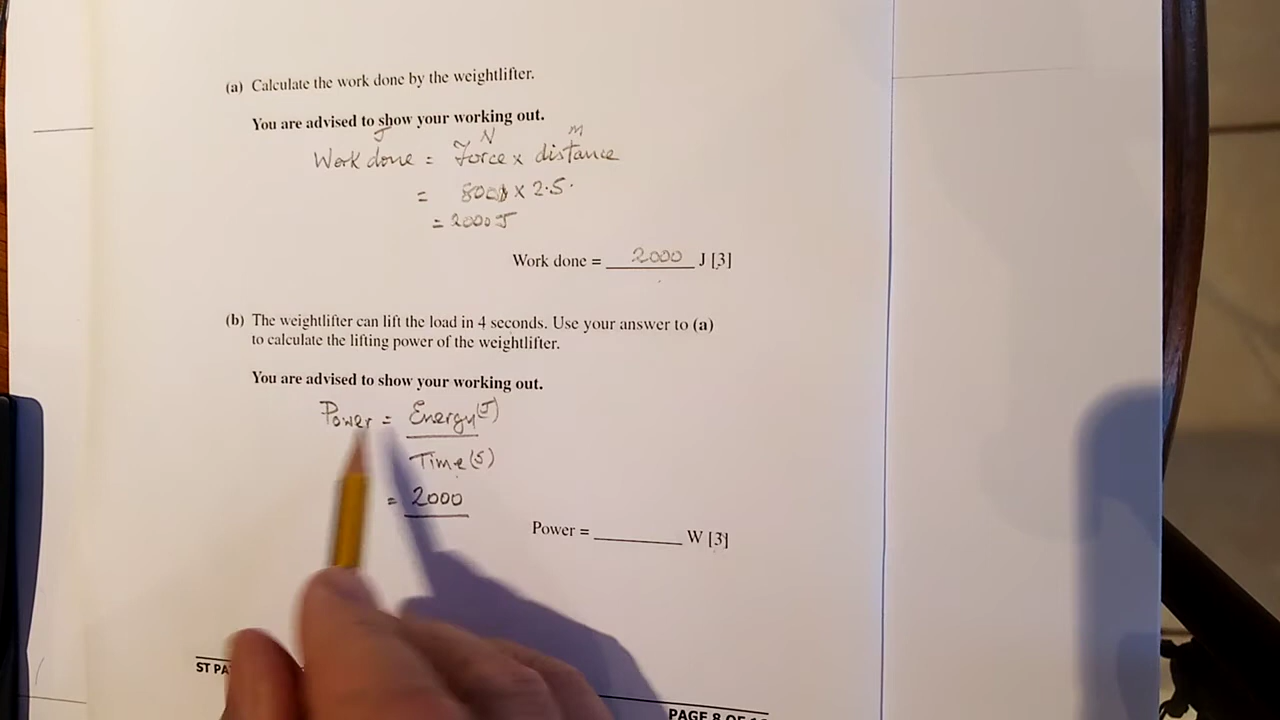 (a) Calculate the work done by the weightlifter.
You are advised to show your working out.
J N m
Work done = Force x distance
= 800 x 2.5
= 2000 J
Work done = 2000 J [3]
(b) The weightlifter can lift the load in 4 seconds. Use your answer to (a)
to calculate the lifting power of the weightlifter.
You are advised to show your working out.
Power = Energy (J)
Time (s)
= 2000
Power = ________ W [3]
ST PA
PAGE 8 OF